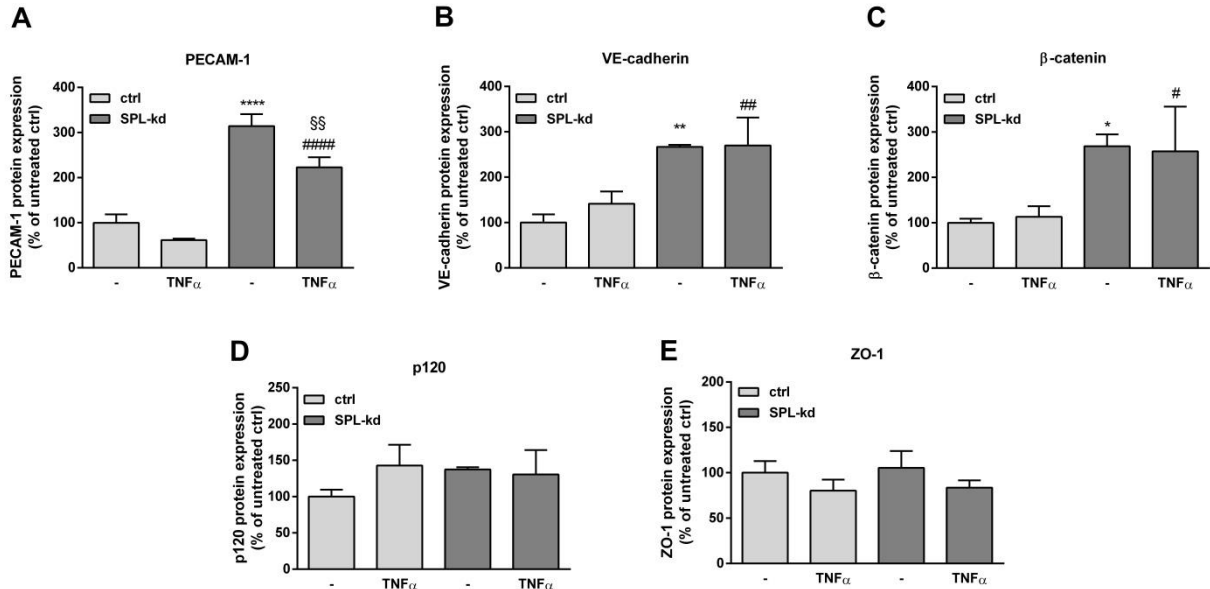 A
PECAM-1
PECAM-1 protein expression
(% of untreated ctrl)
400
300
200
100
0
ctrl
SPL-kd
****
§§
####
-
TNFα
-
TNFα
B
VE-cadherin
VE-cadherin protein expression
(% of untreated ctrl)
400
300
200
100
0
ctrl
SPL-kd
**
##
-
TNFα
-
TNFα
C
β-catenin
β-catenin protein expression
(% of untreated ctrl)
400
300
200
100
0
ctrl
SPL-kd
*
#
-
TNFα
-
TNFα
D
p120
p120 protein expression
(% of untreated ctrl)
250
200
150
100
50
0
ctrl
SPL-kd
-
TNFα
-
TNFα
E
ZO-1
ZO-1 protein expression
(% of untreated ctrl)
200
150
100
50
0
ctrl
SPL-kd
-
TNFα
-
TNFα